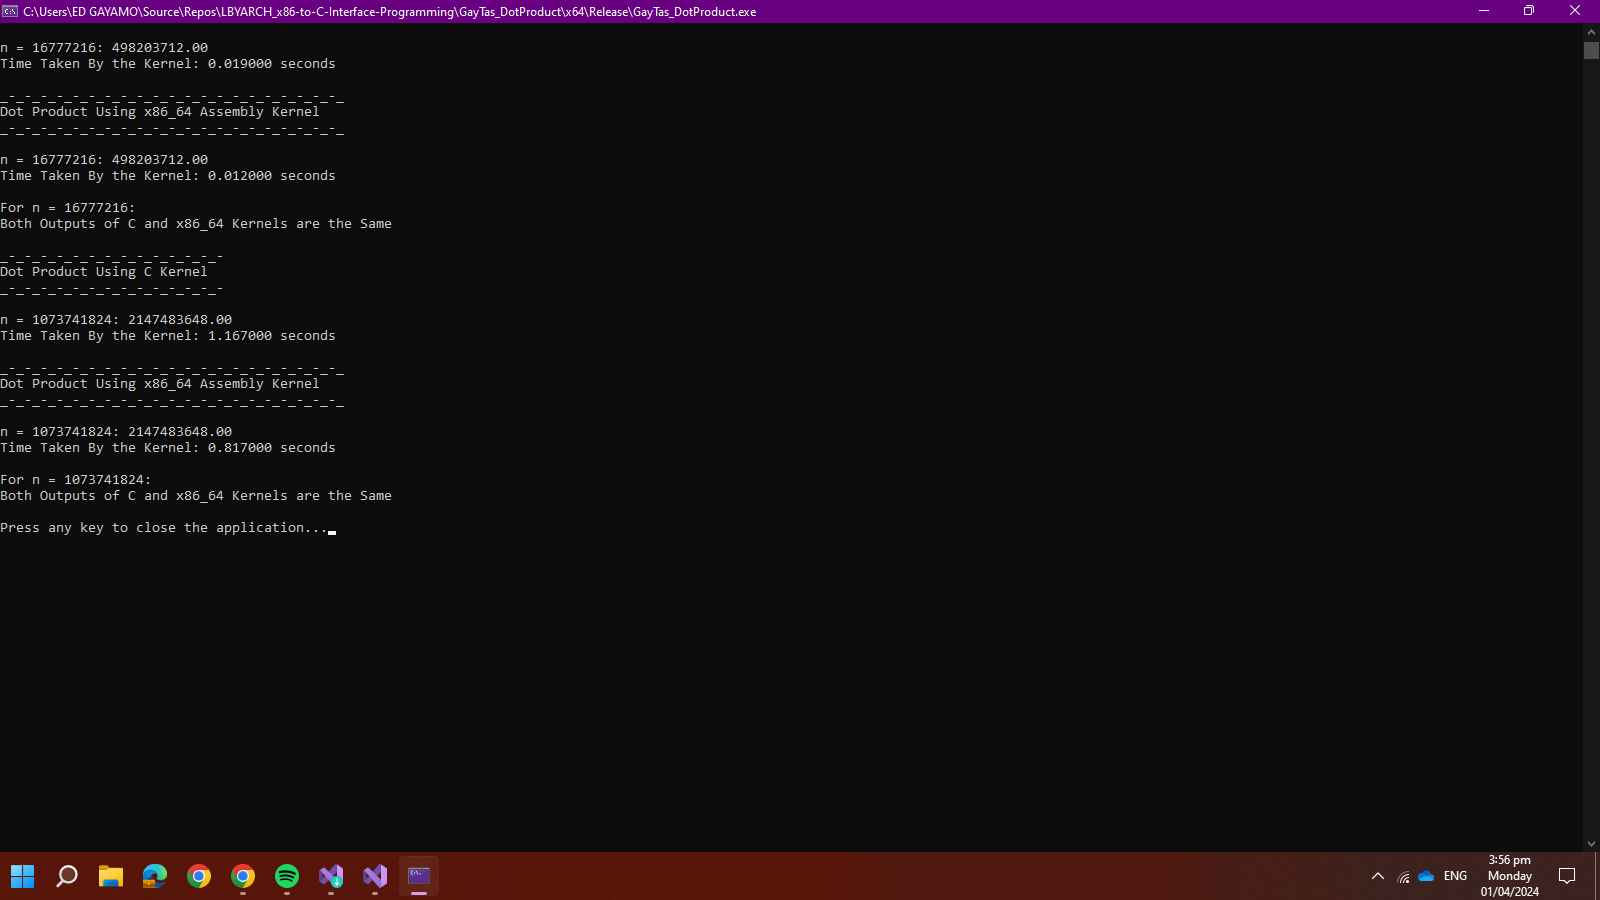 C:\Users\ED GAYAMO\Source\Repos\LBYARCH_x86-to-C-Interface-Programming\GayTas_DotProduct\x64\Release\GayTas_DotProduct.exe
n = 16777216: 498203712.00
Time Taken By the Kernel: 0.019000 seconds
_-_-_-_-_-_-_-_-_-_-_-_-_-_-_-_-_-_-_-_-_-_
Dot Product Using x86_64 Assembly Kernel
_-_-_-_-_-_-_-_-_-_-_-_-_-_-_-_-_-_-_-_-_-_
n = 16777216: 498203712.00
Time Taken By the Kernel: 0.012000 seconds
For n = 16777216:
Both Outputs of C and x86_64 Kernels are the Same
_-_-_-_-_-_-_-_-_-_-_-_-_-_-
Dot Product Using C Kernel
_-_-_-_-_-_-_-_-_-_-_-_-_-_-
n = 1073741824: 2147483648.00
Time Taken By the Kernel: 1.167000 seconds
_-_-_-_-_-_-_-_-_-_-_-_-_-_-_-_-_-_-_-_-_-_
Dot Product Using x86_64 Assembly Kernel
_-_-_-_-_-_-_-_-_-_-_-_-_-_-_-_-_-_-_-_-_-_
n = 1073741824: 2147483648.00
Time Taken By the Kernel: 0.817000 seconds
For n = 1073741824:
Both Outputs of C and x86_64 Kernels are the Same
Press any key to close the application...
ENG
3:56 pm
Monday
01/04/2024